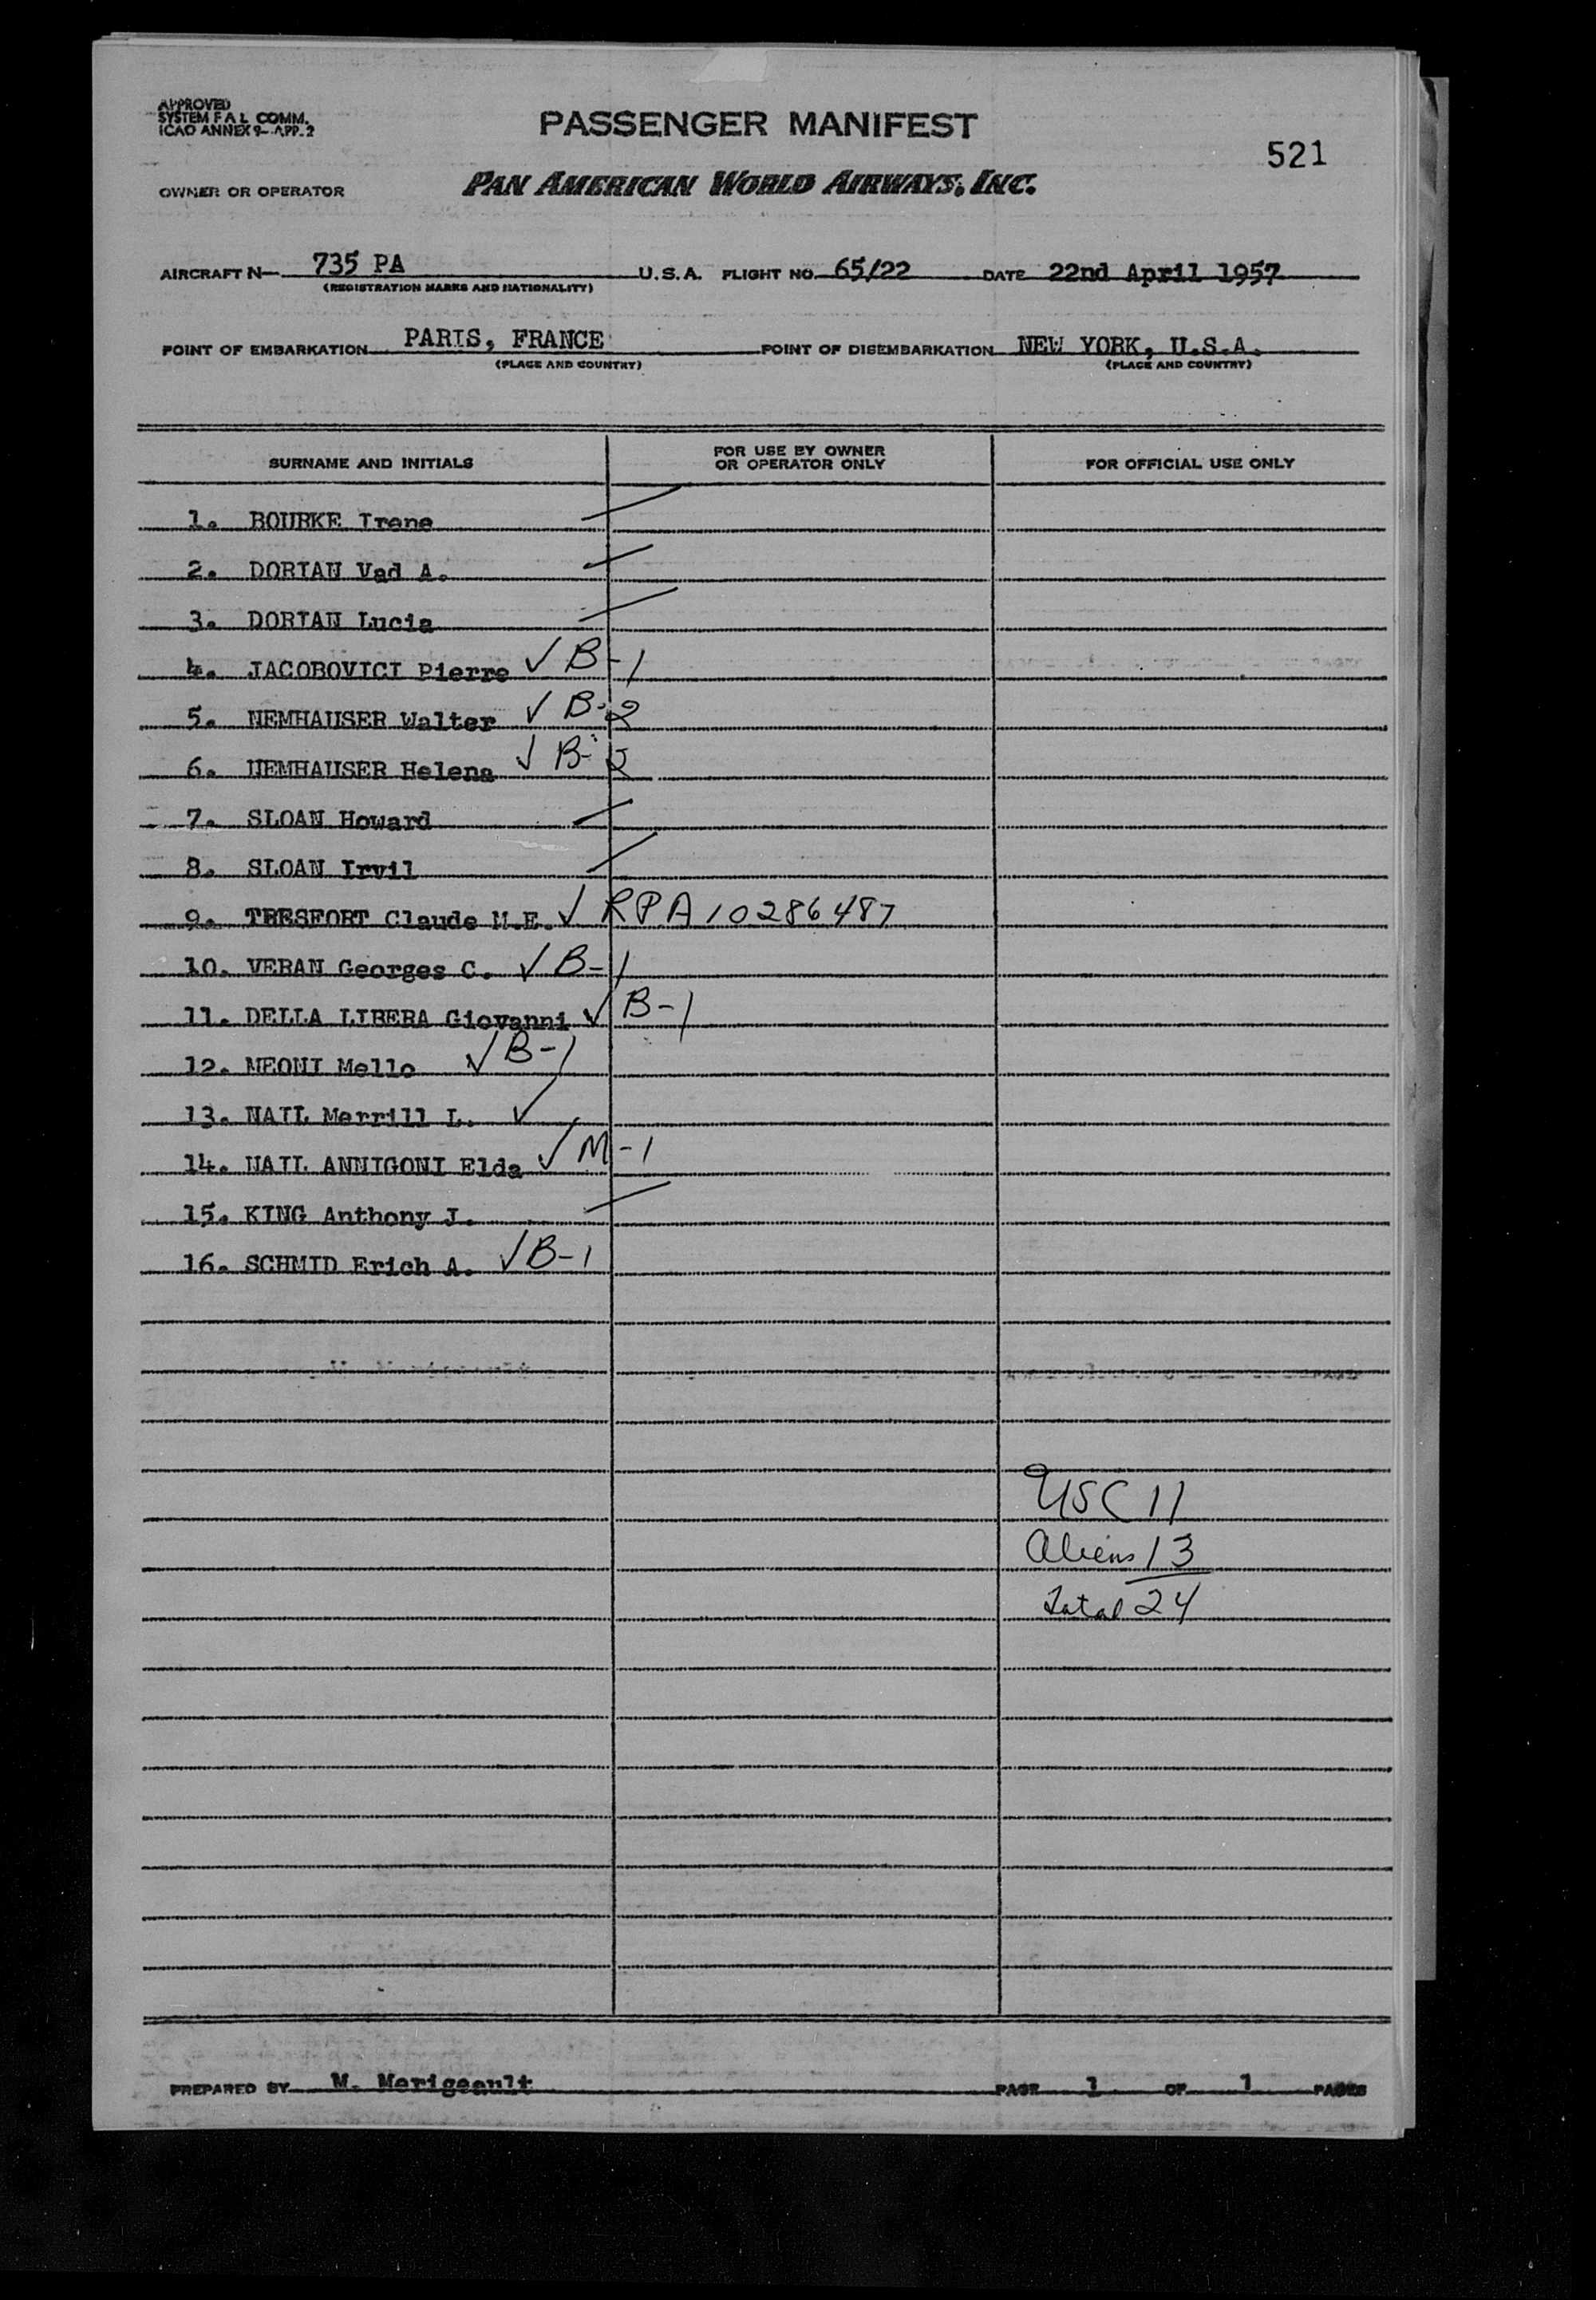 APPROVED
SYSTEM F A L COMM.
ICAO ANNEX 9- APP. 2
PASSENGER MANIFEST
521
OWNER OR OPERATOR PAN AMERICAN WORLD AIRWAYS, INC.
AIRCRAFT N— 735 PA U.S.A. FLIGHT NO. 65/22 DATE 22nd April 1957
(REGISTRATION MARKS AND NATIONALITY)
POINT OF EMBARKATION PARIS, FRANCE POINT OF DISEMBARKATION NEW YORK, U.S.A.
(PLACE AND COUNTRY) (PLACE AND COUNTRY)
SURNAME AND INITIALS FOR USE BY OWNER OR OPERATOR ONLY FOR OFFICIAL USE ONLY
1. BOURKE Irene
2. DORIAN Vad A.
3. DORIAN Lucia
4. JACOBOVICI Pierre ✓ B-1
5. NEMHAUSER Walter ✓ B-2
6. NEMHAUSER Helena ✓ B-2
7. SLOAN Howard
8. SLOAN Irvil
9. TRESFORT Claude M.E. ✓ RPA 10286487
10. VERAN Georges C. ✓ B-1
11. DELLA LIBERA Giovanni ✓ B-1
12. MEONI Mello ✓ B-1
13. NAIL Merrill L. ✓
14. NAIL ANNIGONI Elda ✓ M-1
15. KING Anthony J.
16. SCHMID Erich A. ✓ B-1
USC 11
Aliens 13
Total 24
PREPARED BY M. Merigeault PAGE 1 OF 1 PAGES